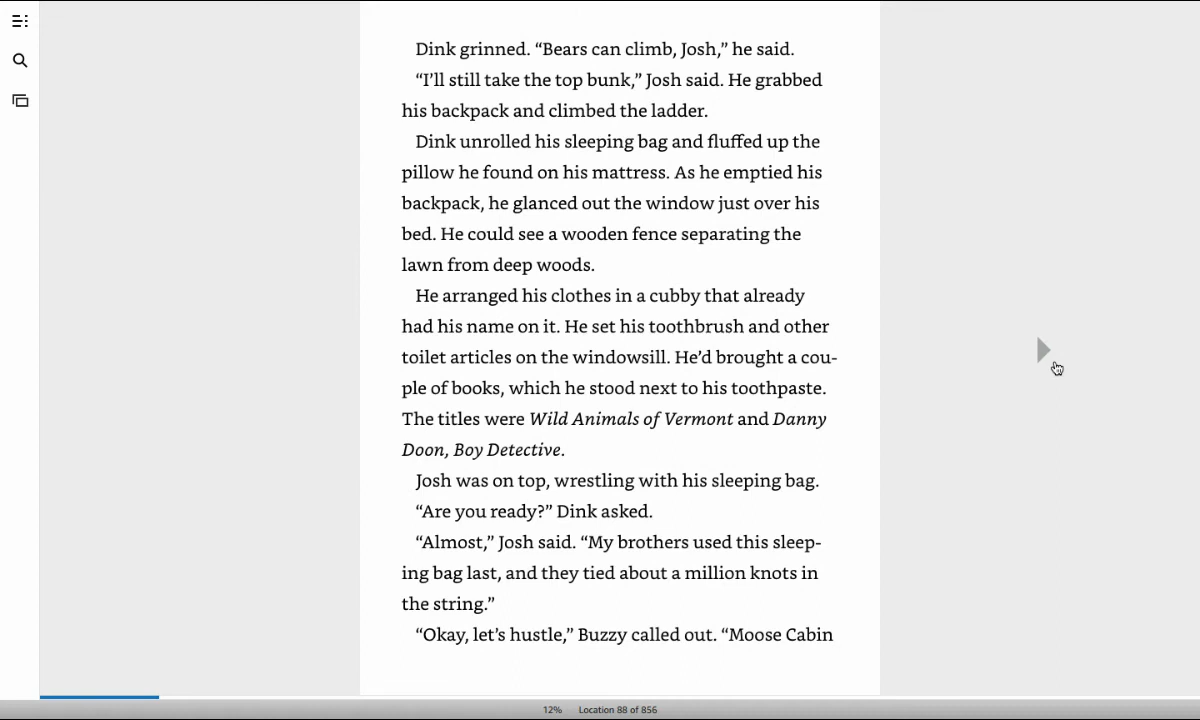 Dink grinned. “Bears can climb, Josh,” he said.
“I’ll still take the top bunk,” Josh said. He grabbed
his backpack and climbed the ladder.
Dink unrolled his sleeping bag and fluffed up the
pillow he found on his mattress. As he emptied his
backpack, he glanced out the window just over his
bed. He could see a wooden fence separating the
lawn from deep woods.
He arranged his clothes in a cubby that already
had his name on it. He set his toothbrush and other
toilet articles on the windowsill. He’d brought a cou-
ple of books, which he stood next to his toothpaste.
The titles were Wild Animals of Vermont and Danny
Doon, Boy Detective.
Josh was on top, wrestling with his sleeping bag.
“Are you ready?” Dink asked.
“Almost,” Josh said. “My brothers used this sleep-
ing bag last, and they tied about a million knots in
the string.”
“Okay, let’s hustle,” Buzzy called out. “Moose Cabin
12% Location 88 of 856